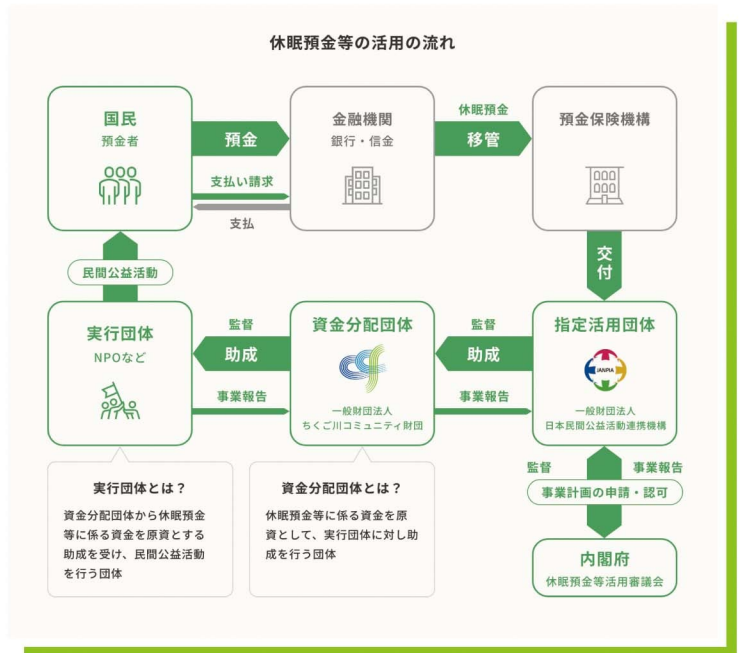 休眠預金等の活用の流れ
国民
預金者
預金
支払い請求
支払
金融機関
銀行・信金
休眠預金
移管
預金保険機構
交付
民間公益活動
実行団体
NPOなど
監督
助成
事業報告
資金分配団体
一般財団法人
ちくご川コミュニティ財団
監督
助成
事業報告
指定活用団体
JANPIA
一般財団法人
日本民間公益活動連携機構
監督
事業報告
事業計画の申請・認可
内閣府
休眠預金等活用審議会
実行団体とは？
資金分配団体から休眠預金
等に係る資金を原資とする
助成を受け、民間公益活動
を行う団体
資金分配団体とは？
休眠預金等に係る資金を原
資として、実行団体に対し助
成を行う団体